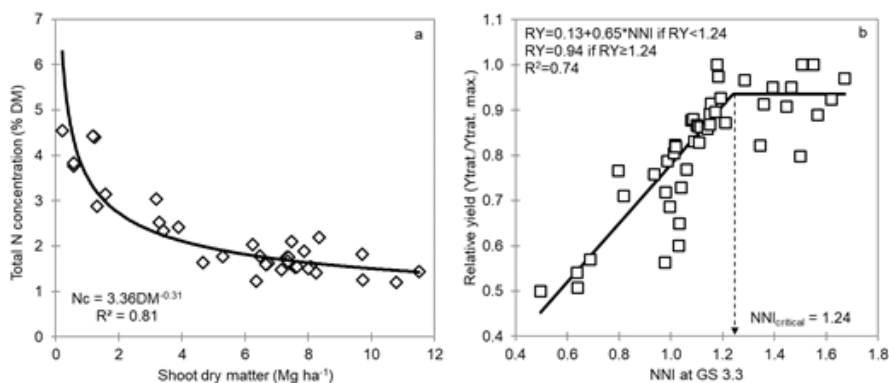 7
6
5
4
3
2
1
0
Total N concentration (% DM)
a
Nc = 3.36DM-0.31
R² = 0.81
0
2
4
6
8
10
12
Shoot dry matter (Mg ha-1)
RY=0.13+0.65*NNI if RY<1.24
RY=0.94 if RY≥1.24
R2=0.74
b
1.0
0.9
0.8
0.7
0.6
0.5
0.4
Relative yield (Ytrat./Ytrat. max.)
NNIcritical = 1.24
0.4
0.6
0.8
1.0
1.2
1.4
1.6
1.8
NNI at GS 3.3